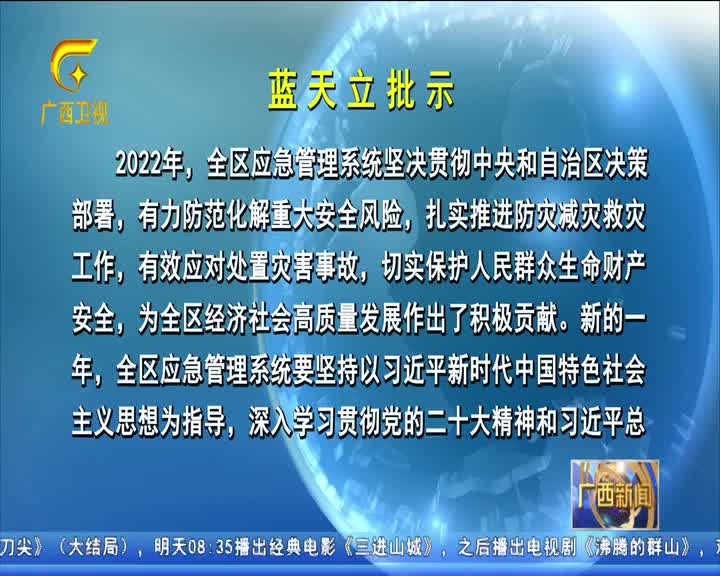 广西卫视
蓝天立批示
2022年，全区应急管理系统坚决贯彻中央和自治区决策
部署，有力防范化解重大安全风险，扎实推进防灾减灾救灾
工作，有效应对处置灾害事故，切实保护人民群众生命财产
安全，为全区经济社会高质量发展作出了积极贡献。新的一
年，全区应急管理系统要坚持以习近平新时代中国特色社会
主义思想为指导，深入学习贯彻党的二十大精神和习近平总
广西新闻
刀尖》（大结局），明天08:35播出经典电影《三进山城》，之后播出电视剧《沸腾的群山》，